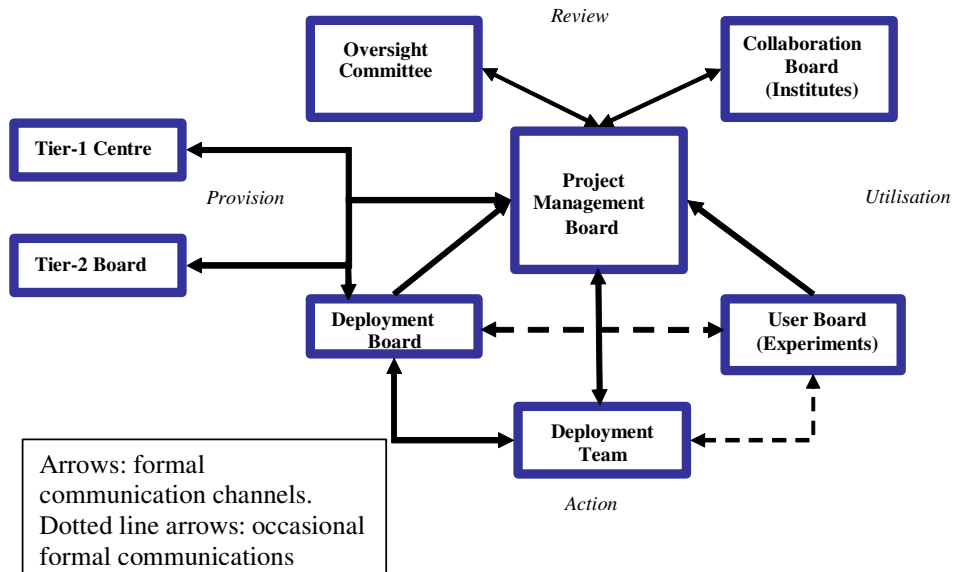 Review
Oversight
Committee
Collaboration
Board
(Institutes)
Tier-1 Centre
Provision
Project
Management
Board
Utilisation
Tier-2 Board
Deployment
Board
User Board
(Experiments)
Deployment
Team
Action
Arrows: formal
communication channels.
Dotted line arrows: occasional
formal communications